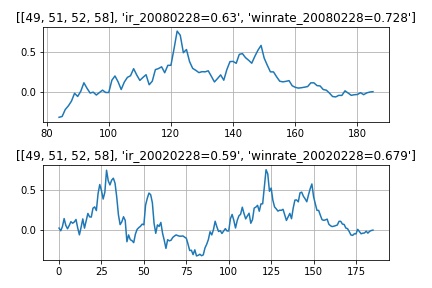 [[49, 51, 52, 58], 'ir_20080228=0.63', 'winrate_20080228=0.728']
0.5
0.0
80 100 120 140 160 180
[[49, 51, 52, 58], 'ir_20020228=0.59', 'winrate_20020228=0.679']
0.5
0.0
0 25 50 75 100 125 150 175